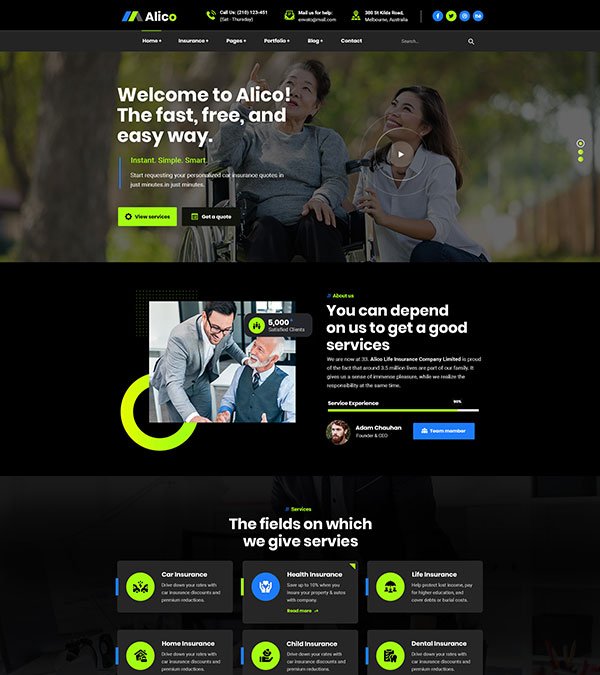 Alico
Call Us: (210) 123-451
(Sat - Thursday)
Mail us for help:
envato@mail.com
380 St Kilda Road,
Melbourne, Australia
Home +
Insurance +
Pages +
Portfolio +
Blog +
Contact
Search...
Welcome to Alico!
The fast, free, and
easy way.
Instant. Simple. Smart.
Start requesting your personalized car insurance quotes in
just minutes.in just minutes.
View services
Get a quote
About us
You can depend
on us to get a good
services
5,000+
Satisfied Clients
We are now at 33. Alico Life Insurance Company Limited is proud
of the fact that around 3.5 million lives are part of our family. It
gives us a sense of immense pleasure, while we realize the
responsibility at the same time.
Service Experience
Adam Chauhan
Founder & CEO
Team member
Services
The fields on which
we give servies
Car Insurance
Drive down your rates with
car insurance discounts and
premium reductions.
Health Insurance
Save up to 10% when you
insure your property & autos
with company.
Read more
Life Insurance
Help protect lost income, pay
for higher education, and
cover debts or burial costs.
Home Insurance
Drive down your rates with
car insurance discounts and
premium reductions.
Child Insurance
Drive down your rates with
car insurance discounts and
premium reductions.
Dental Insurance
Drive down your rates with
car insurance discounts and
premium reductions.